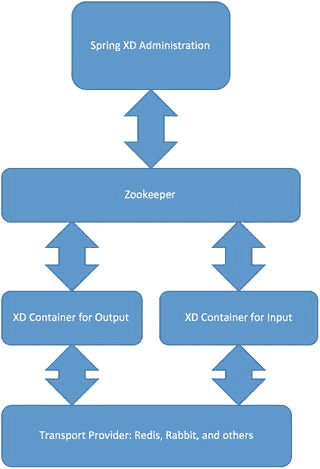 Spring XD Administration
Zookeeper
XD Container for Output
XD Container for Input
Transport Provider: Redis, Rabbit, and others